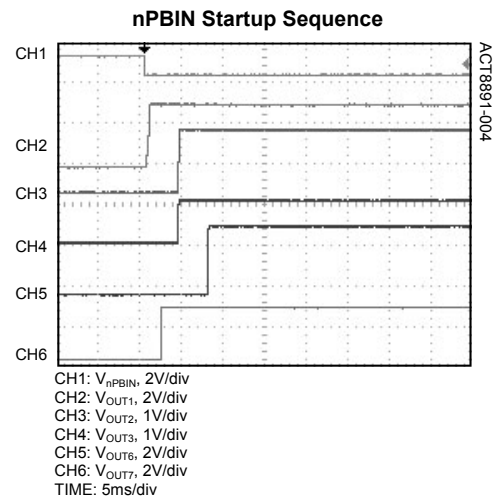 nPBIN Startup Sequence
CH1
CH2
CH3
CH4
CH5
CH6
ACT8891-004
CH1: VnPBIN, 2V/div
CH2: VOUT1, 2V/div
CH3: VOUT2, 1V/div
CH4: VOUT3, 1V/div
CH5: VOUT6, 2V/div
CH6: VOUT7, 2V/div
TIME: 5ms/div